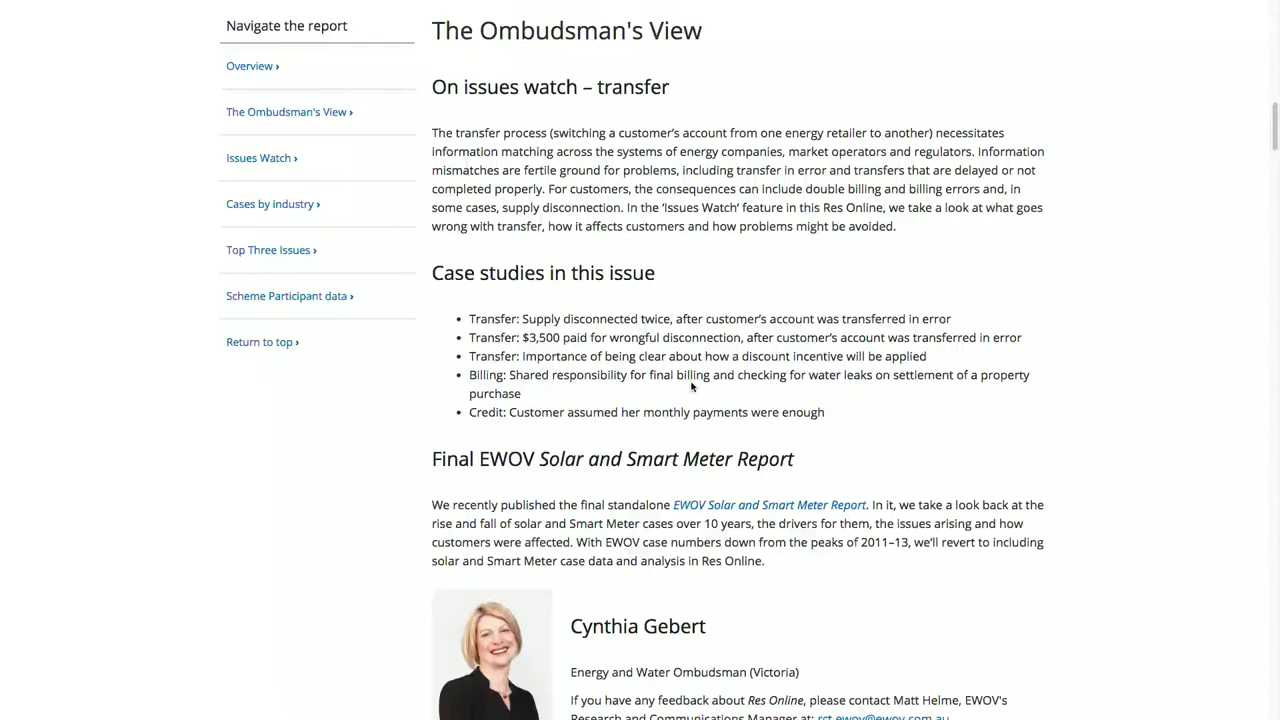 Navigate the report
Overview ›
The Ombudsman's View ›
Issues Watch ›
Cases by industry ›
Top Three Issues ›
Scheme Participant data ›
Return to top ›
The Ombudsman's View
On issues watch – transfer
The transfer process (switching a customer’s account from one energy retailer to another) necessitates
information matching across the systems of energy companies, market operators and regulators. Information
mismatches are fertile ground for problems, including transfer in error and transfers that are delayed or not
completed properly. For customers, the consequences can include double billing and billing errors and, in
some cases, supply disconnection. In the ‘Issues Watch’ feature in this Res Online, we take a look at what goes
wrong with transfer, how it affects customers and how problems might be avoided.
Case studies in this issue
• Transfer: Supply disconnected twice, after customer’s account was transferred in error
• Transfer: $3,500 paid for wrongful disconnection, after customer’s account was transferred in error
• Transfer: Importance of being clear about how a discount incentive will be applied
• Billing: Shared responsibility for final billing and checking for water leaks on settlement of a property
purchase
• Credit: Customer assumed her monthly payments were enough
Final EWOV Solar and Smart Meter Report
We recently published the final standalone EWOV Solar and Smart Meter Report. In it, we take a look back at the
rise and fall of solar and Smart Meter cases over 10 years, the drivers for them, the issues arising and how
customers were affected. With EWOV case numbers down from the peaks of 2011–13, we’ll revert to including
solar and Smart Meter case data and analysis in Res Online.
Cynthia Gebert
Energy and Water Ombudsman (Victoria)
If you have any feedback about Res Online, please contact Matt Helme, EWOV's
Research and Communications Manager at: rct.ewov@ewov.com.au